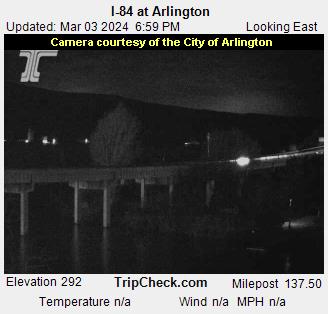 I-84 at Arlington
Updated: Mar 03 2024 6:59 PM Looking East
Camera courtesy of the City of Arlington
Elevation 292 TripCheck.com Milepost 137.50
Temperature n/a Wind n/a MPH n/a